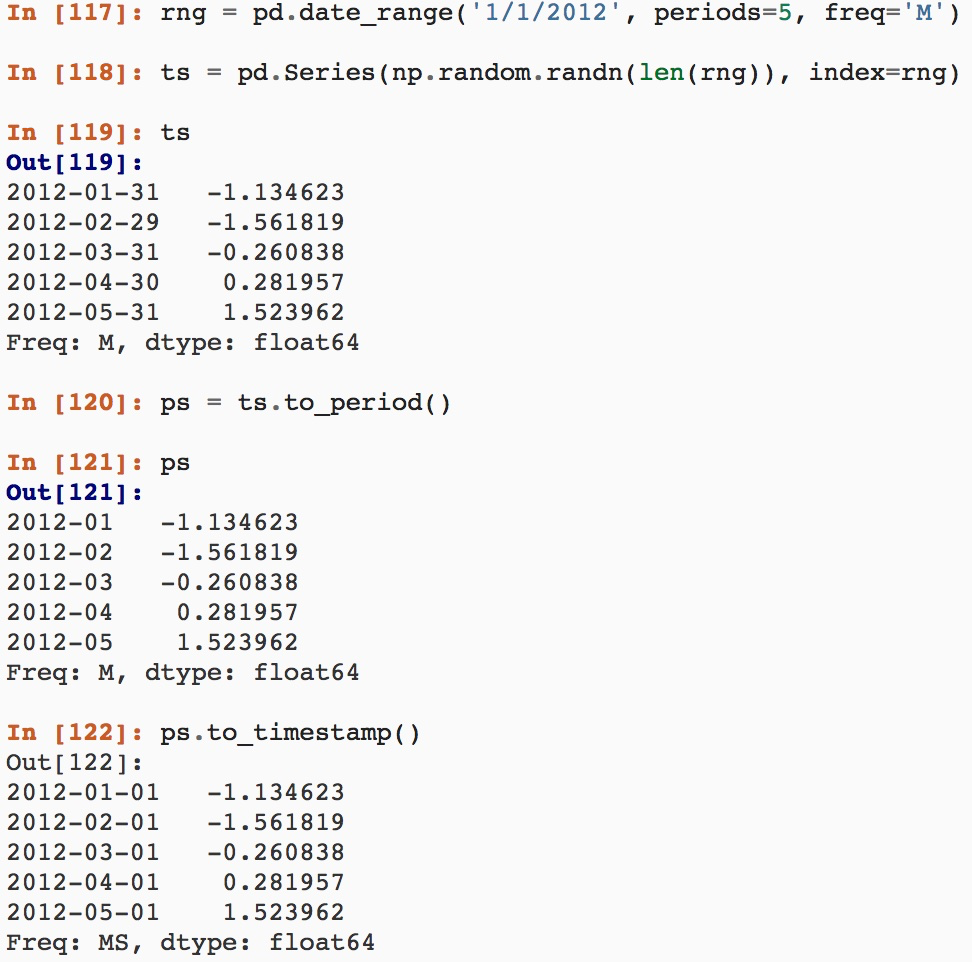 In [117]: rng = pd.date_range('1/1/2012', periods=5, freq='M')
In [118]: ts = pd.Series(np.random.randn(len(rng)), index=rng)
In [119]: ts
Out[119]:
2012-01-31   -1.134623
2012-02-29   -1.561819
2012-03-31   -0.260838
2012-04-30    0.281957
2012-05-31    1.523962
Freq: M, dtype: float64
In [120]: ps = ts.to_period()
In [121]: ps
Out[121]:
2012-01   -1.134623
2012-02   -1.561819
2012-03   -0.260838
2012-04    0.281957
2012-05    1.523962
Freq: M, dtype: float64
In [122]: ps.to_timestamp()
Out[122]:
2012-01-01   -1.134623
2012-02-01   -1.561819
2012-03-01   -0.260838
2012-04-01    0.281957
2012-05-01    1.523962
Freq: MS, dtype: float64